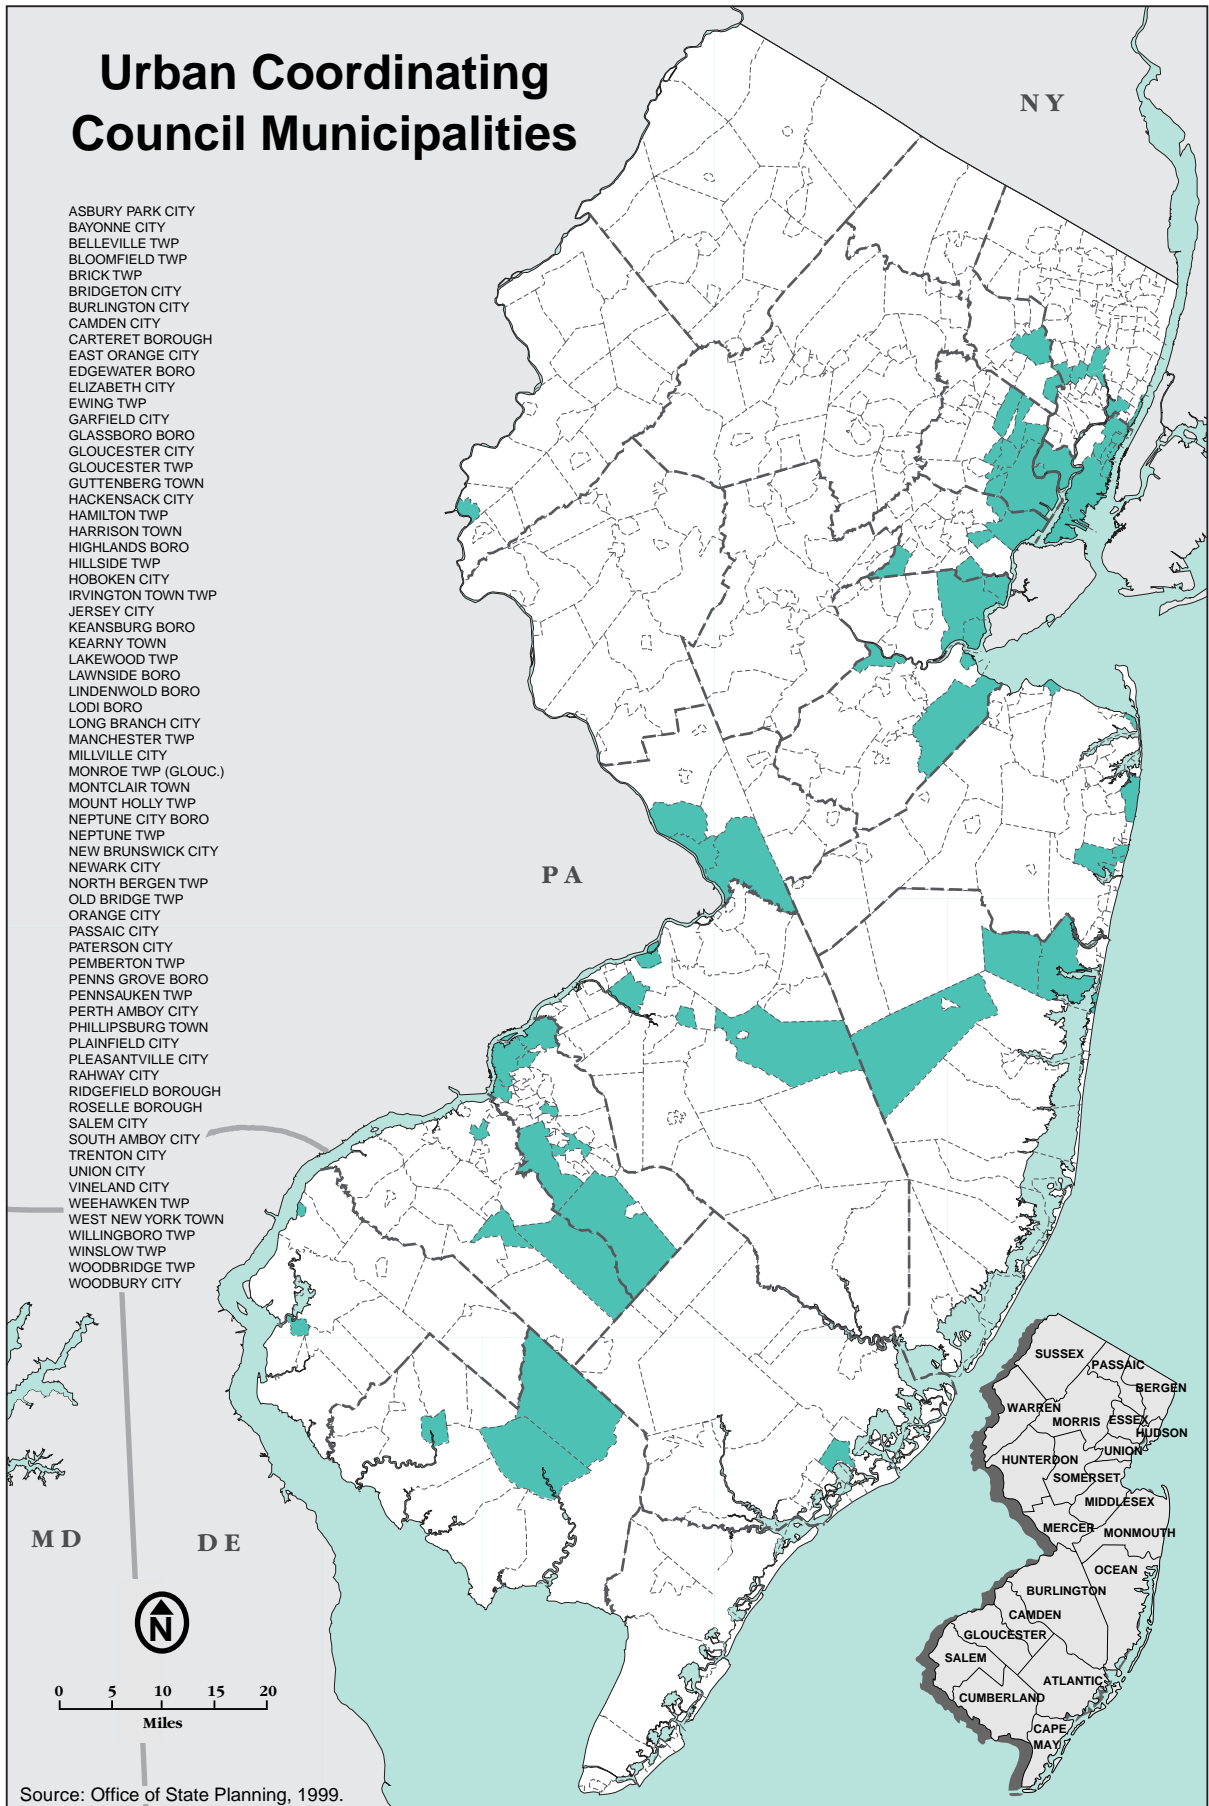 Urban Coordinating
Council Municipalities
NY
ASBURY PARK CITY
BAYONNE CITY
BELLEVILLE TWP
BLOOMFIELD TWP
BRICK TWP
BRIDGETON CITY
BURLINGTON CITY
CAMDEN CITY
CARTERET BOROUGH
EAST ORANGE CITY
EDGEWATER BORO
ELIZABETH CITY
EWING TWP
GARFIELD CITY
GLASSBORO BORO
GLOUCESTER CITY
GLOUCESTER TWP
GUTTENBERG TOWN
HACKENSACK CITY
HAMILTON TWP
HARRISON TOWN
HIGHLANDS BORO
HILLSIDE TWP
HOBOKEN CITY
IRVINGTON TOWN TWP
JERSEY CITY
KEANSBURG BORO
KEARNY TOWN
LAKEWOOD TWP
LAWNSIDE BORO
LINDENWOLD BORO
LODI BORO
LONG BRANCH CITY
MANCHESTER TWP
MILLVILLE CITY
MONROE TWP (GLOUC.)
MONTCLAIR TOWN
MOUNT HOLLY TWP
NEPTUNE CITY BORO
NEPTUNE TWP
NEW BRUNSWICK CITY
NEWARK CITY
NORTH BERGEN TWP
OLD BRIDGE TWP
ORANGE CITY
PASSAIC CITY
PATERSON CITY
PEMBERTON TWP
PENNS GROVE BORO
PENNSAUKEN TWP
PERTH AMBOY CITY
PHILLIPSBURG TOWN
PLAINFIELD CITY
PLEASANTVILLE CITY
RAHWAY CITY
RIDGEFIELD BOROUGH
ROSELLE BOROUGH
SALEM CITY
SOUTH AMBOY CITY
TRENTON CITY
UNION CITY
VINELAND CITY
WEEHAWKEN TWP
WEST NEW YORK TOWN
WILLINGBORO TWP
WINSLOW TWP
WOODBRIDGE TWP
WOODBURY CITY
PA
MD
DE
N
0 5 10 15 20
Miles
SUSSEX
PASSAIC
BERGEN
WARREN
MORRIS
ESSEX
HUDSON
UNION
HUNTERDON
SOMERSET
MIDDLESEX
MERCER
MONMOUTH
OCEAN
BURLINGTON
CAMDEN
GLOUCESTER
SALEM
ATLANTIC
CUMBERLAND
CAPE
MAY
Source: Office of State Planning, 1999.